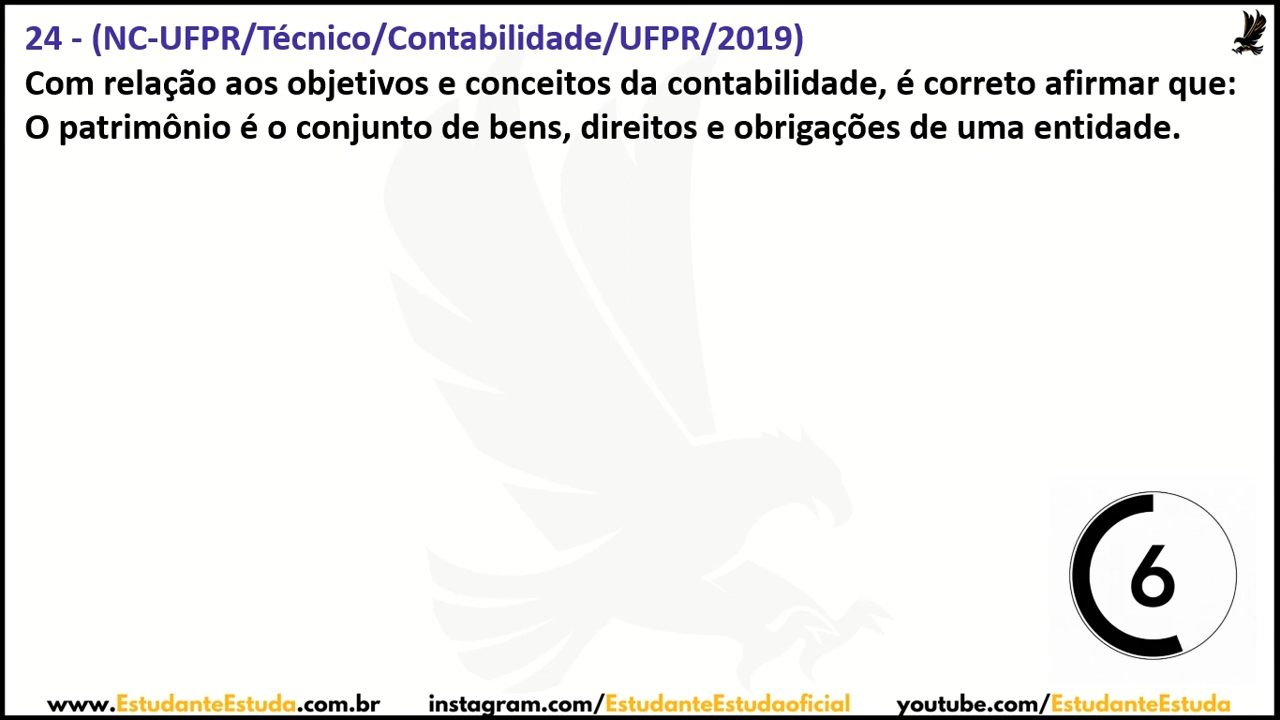 24 - (NC-UFPR/Técnico/Contabilidade/UFPR/2019)
Com relação aos objetivos e conceitos da contabilidade, é correto afirmar que:
O patrimônio é o conjunto de bens, direitos e obrigações de uma entidade.
6
www.EstudanteEstuda.com.br instagram.com/EstudanteEstudaoficial youtube.com/EstudanteEstuda